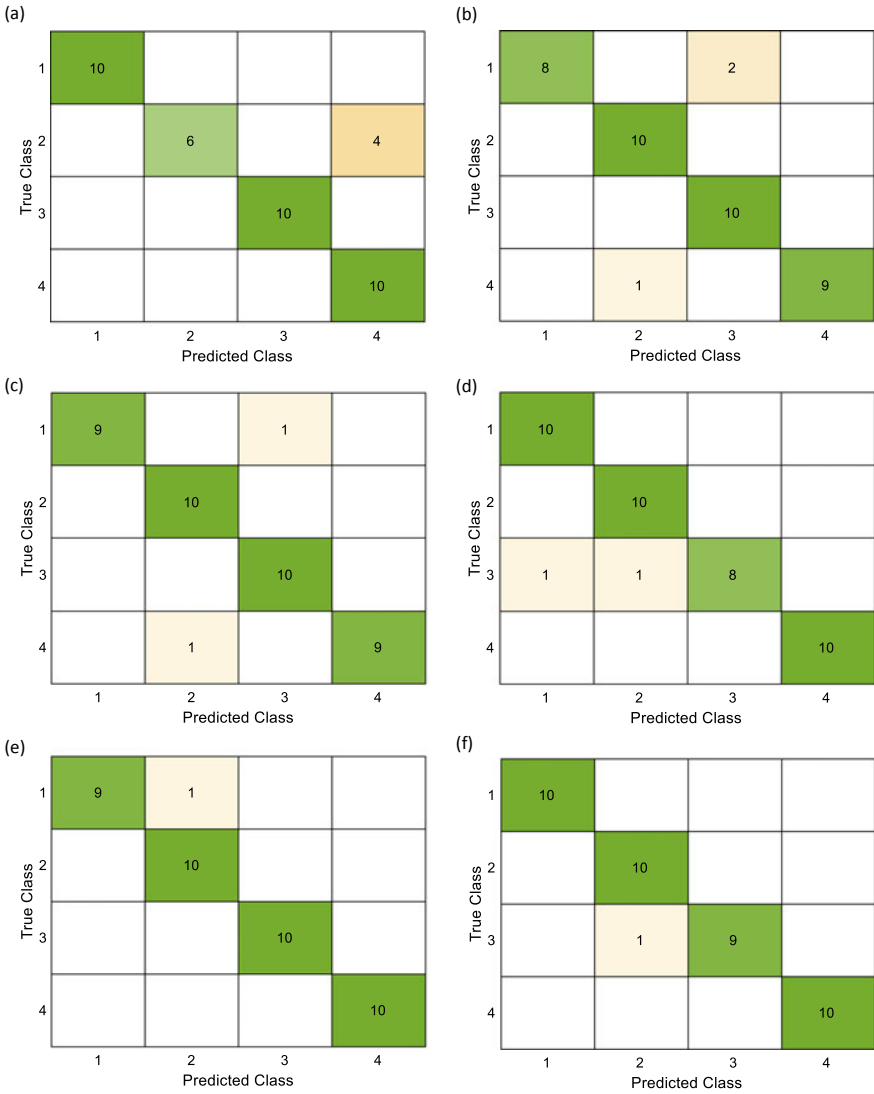 (a)
True Class
1 10
2 6 4
3 10
4 10
1 2 3 4
Predicted Class
(b)
True Class
1 8 2
2 10
3 10
4 1 9
1 2 3 4
Predicted Class
(c)
True Class
1 9 1
2 10
3 10
4 1 9
1 2 3 4
Predicted Class
(d)
True Class
1 10
2 10
3 1 1 8
4 10
1 2 3 4
Predicted Class
(e)
True Class
1 9 1
2 10
3 10
4 10
1 2 3 4
Predicted Class
(f)
True Class
1 10
2 10
3 1 9
4 10
1 2 3 4
Predicted Class